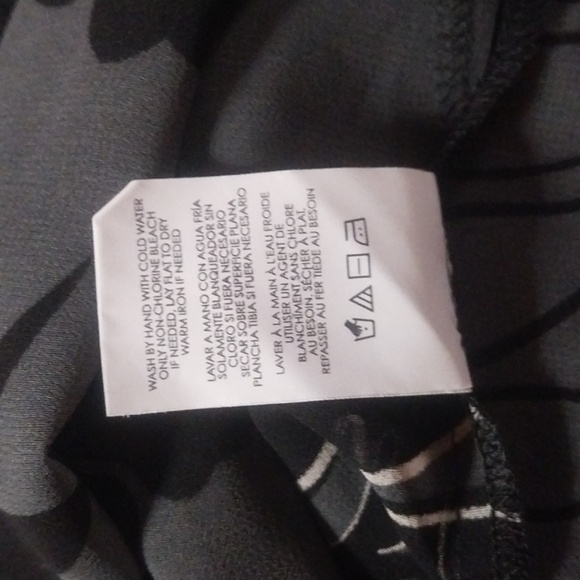 WASH BY HAND WITH COLD WATER
ONLY NON-CHLORINE BLEACH
IF NEEDED, LAY FLAT TO DRY
WARM IRON IF NEEDED
LAVAR A MANO CON AGUA FRÍA
SOLAMENTE BLANQUEADOR SIN
CLORO SI FUERA NECESARIO
SECAR SOBRE SUPERFICIE PLANA
PLANCHA TIBIA SI FUERA NECESARIO
LAVER À LA MAIN À L'EAU FROIDE
UTILISER UN AGENT DE
BLANCHIMENT SANS CHLORE
AU BESOIN, SÉCHER À PLAT,
REPASSER AU FER TIÈDE AU BESOIN